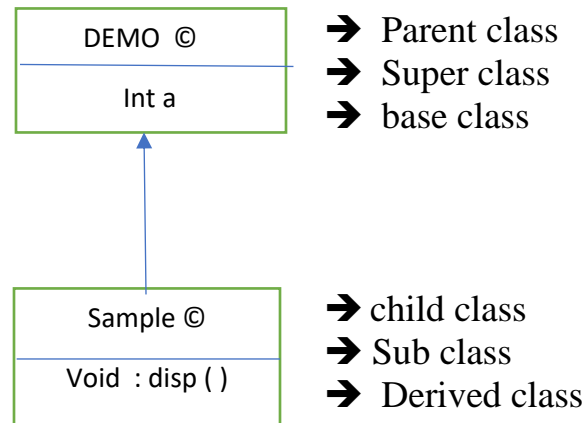 DEMO ©
➔ Parent class
➔ Super class
Int a
➔ base class
Sample ©
➔ child class
➔ Sub class
Void : disp ( )
➔ Derived class